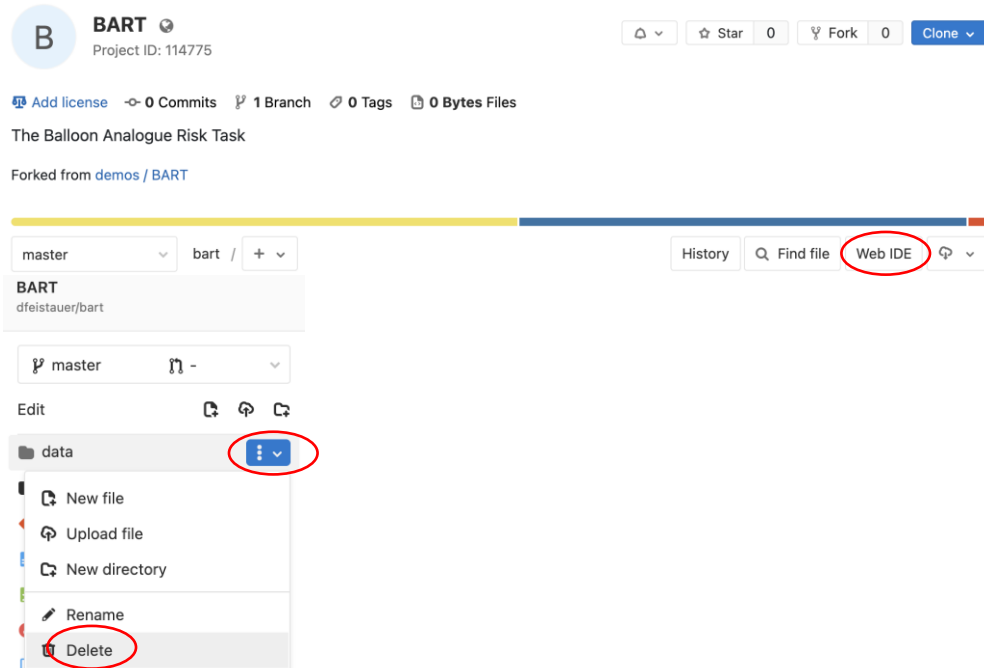 B
BART
Project ID: 114775
Star 0 Fork 0 Clone
Add license 0 Commits 1 Branch 0 Tags 0 Bytes Files
The Balloon Analogue Risk Task
Forked from demos / BART
master bart / + History Find file Web IDE
BART
dfeistauer/bart
master -
Edit
data
New file
Upload file
New directory
Rename
Delete